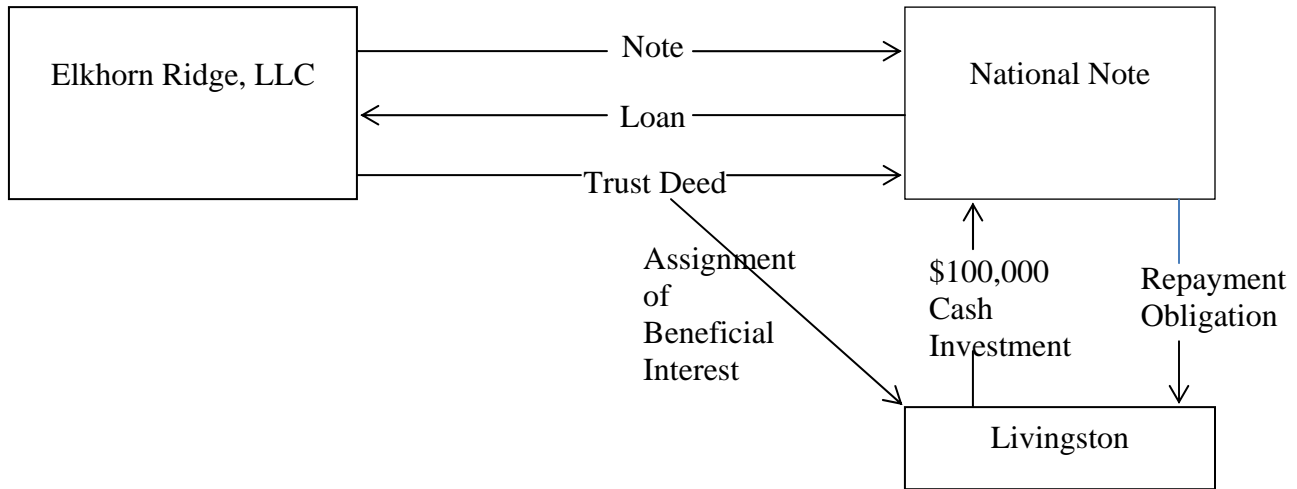 Elkhorn Ridge, LLC
Note
National Note
Loan
Trust Deed
Assignment
of
Beneficial
Interest
$100,000
Cash
Investment
Repayment
Obligation
Livingston